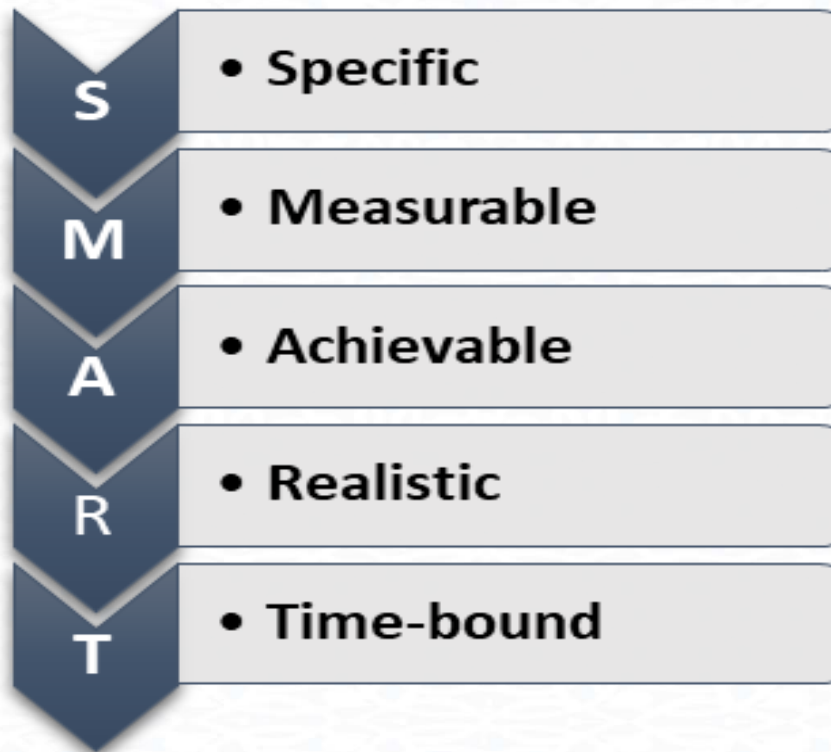 S
• Specific
M
• Measurable
A
• Achievable
R
• Realistic
T
• Time-bound